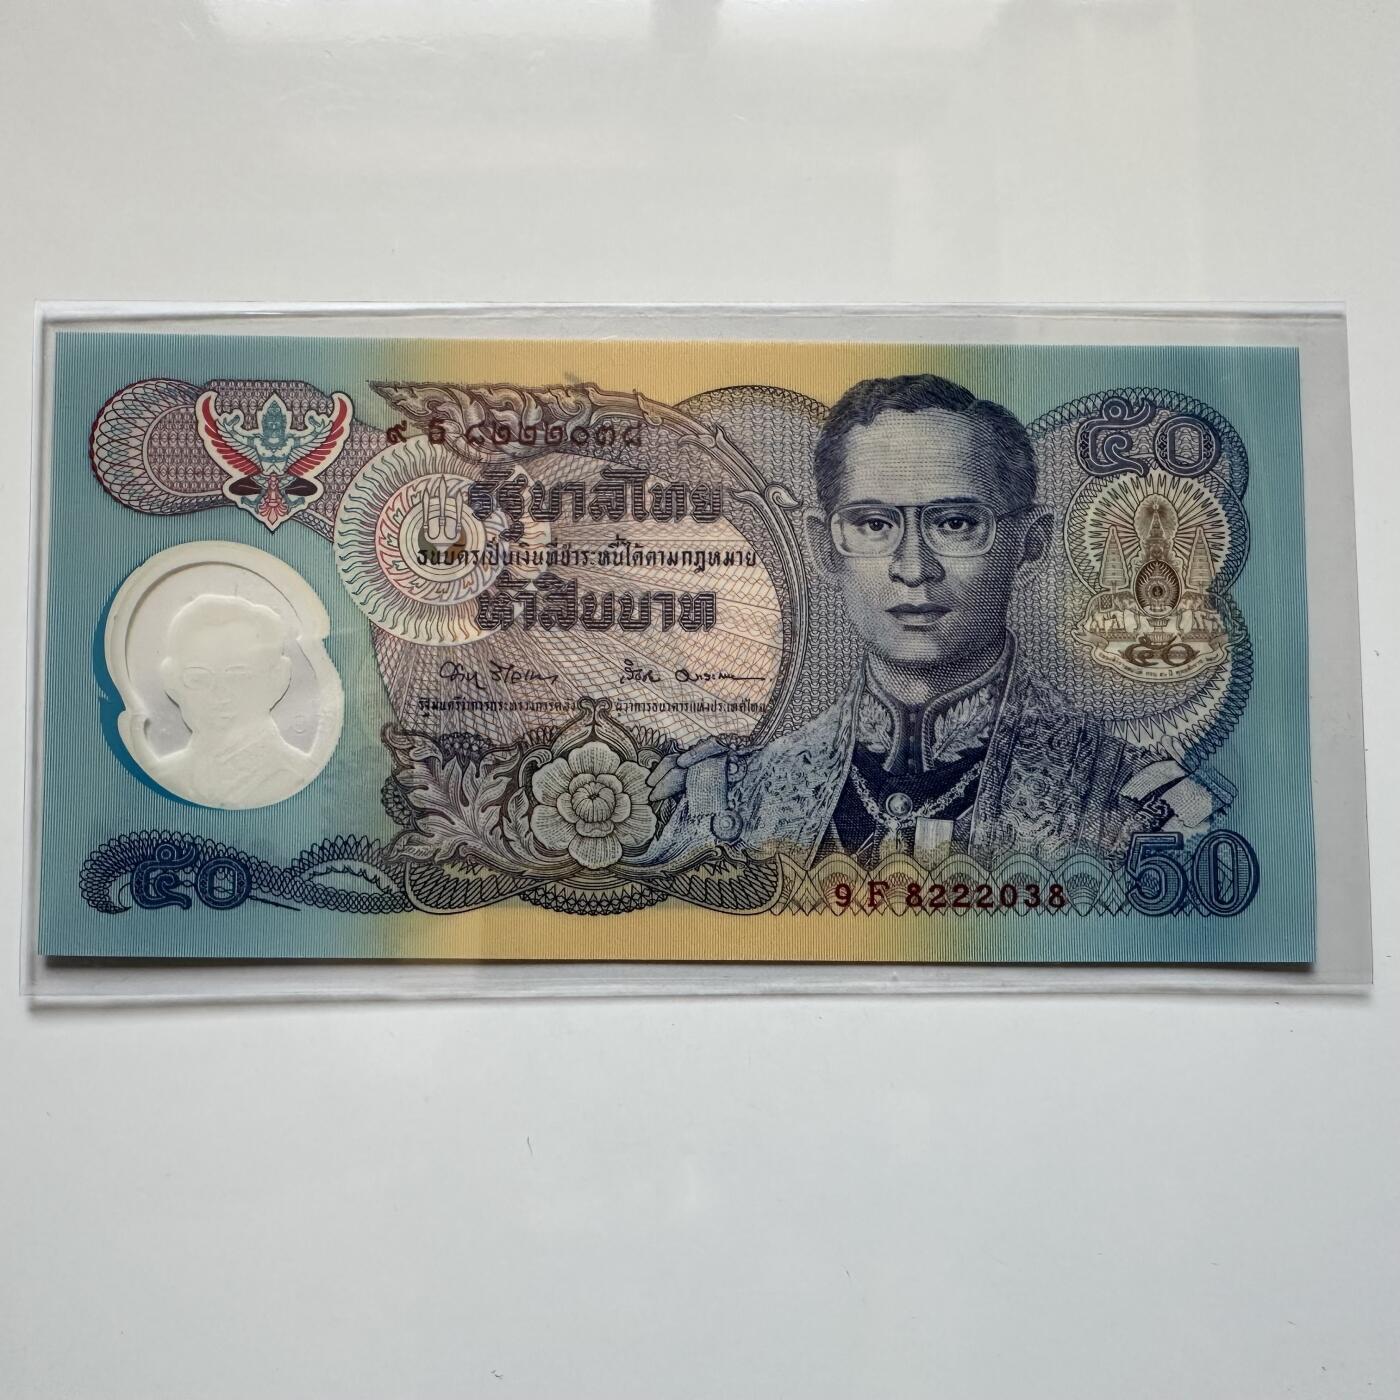 ๕๐
๙ ธ ๘๒๒๒๐๓๘
รัฐบาลไทย
ธนบัตรเป็นเงินที่ชำระหนี้ได้ตามกฎหมาย
ห้าสิบบาท
๕๐
รัฐมนตรีว่าการกระทรวงการคลัง ผู้ว่าการธนาคารแห่งประเทศไทย
๕๐
9 F 8222038
50